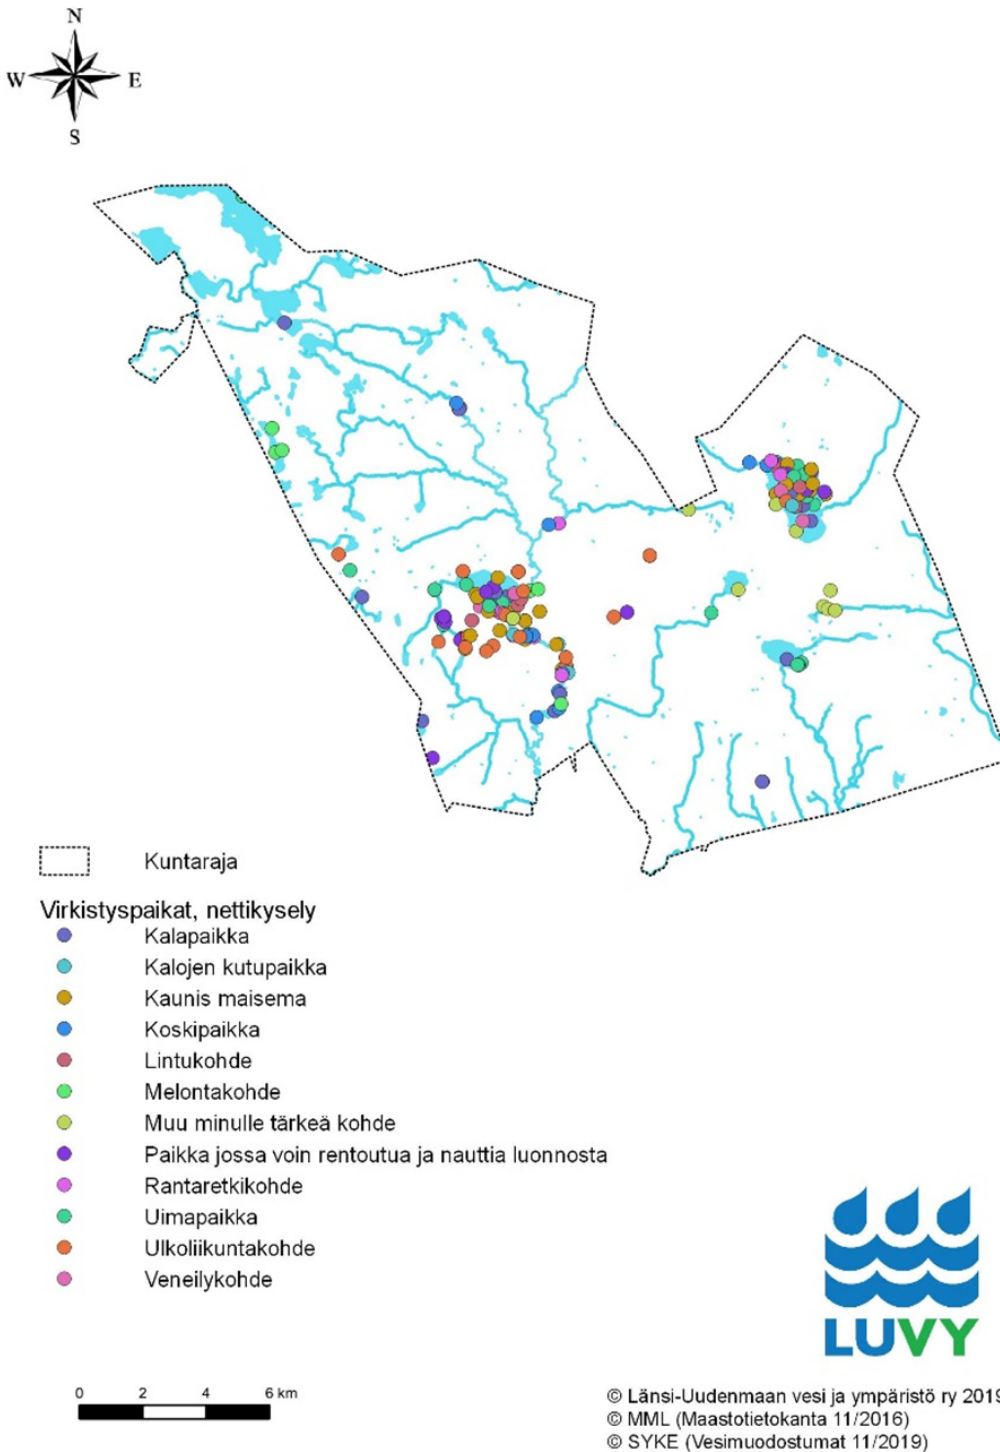 N
W E
S
Kuntaraja
Virkistyspaikat, nettikysely
Kalapaikka
Kalojen kutupaikka
Kaunis maisema
Koskipaikka
Lintukohde
Melontakohde
Muu minulle tärkeä kohde
Paikka jossa voin rentoutua ja nauttia luonnosta
Rantaretkikohde
Uimapaikka
Ulkoliikuntakohde
Veneilykohde
LUVY
0 2 4 6 km
© Länsi-Uudenmaan vesi ja ympäristö ry 2019
© MML (Maastotietokanta 11/2016)
© SYKE (Vesimuodostumat 11/2019)